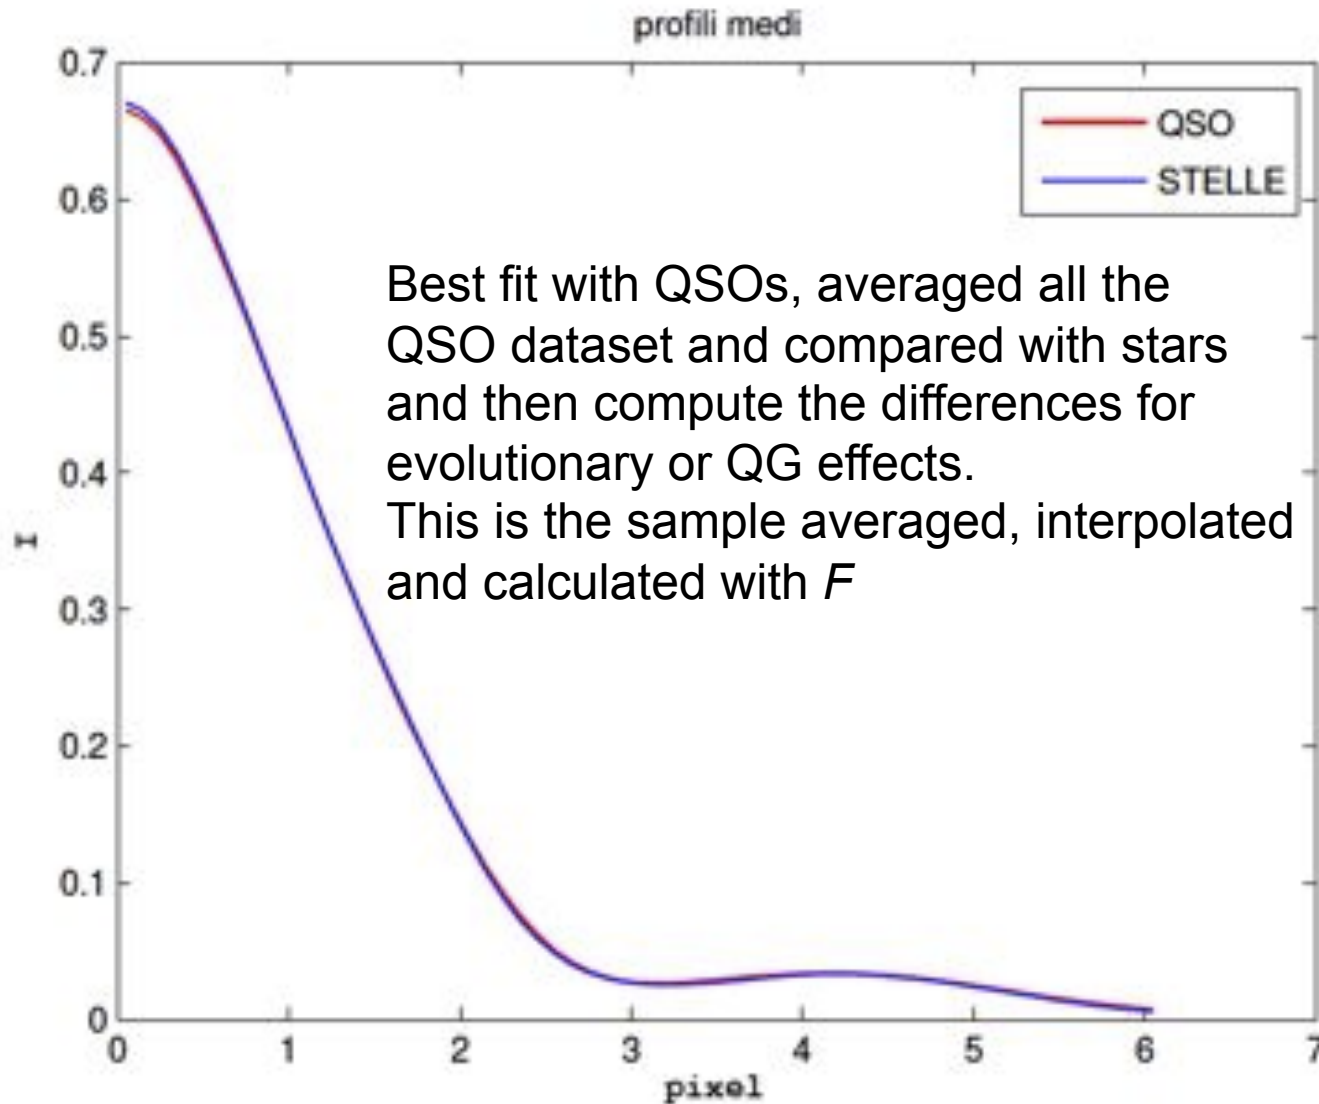 profili medi
0.7
QSO
STELLE
0.6
Best fit with QSOs, averaged all the
QSO dataset and compared with stars
and then compute the differences for
evolutionary or QG effects.
This is the sample averaged, interpolated
and calculated with F
0.5
0.4
I
0.3
0.2
0.1
0
0 1 2 3 4 5 6 7
pixel